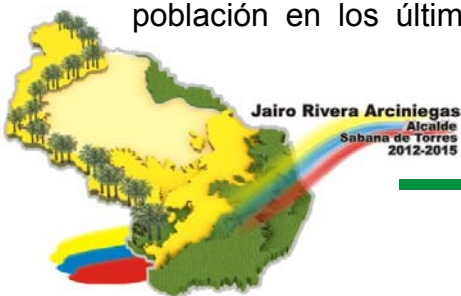 población en los últim
Jairo Rivera Arciniegas
Alcalde
Sabana de Torres
2012-2015